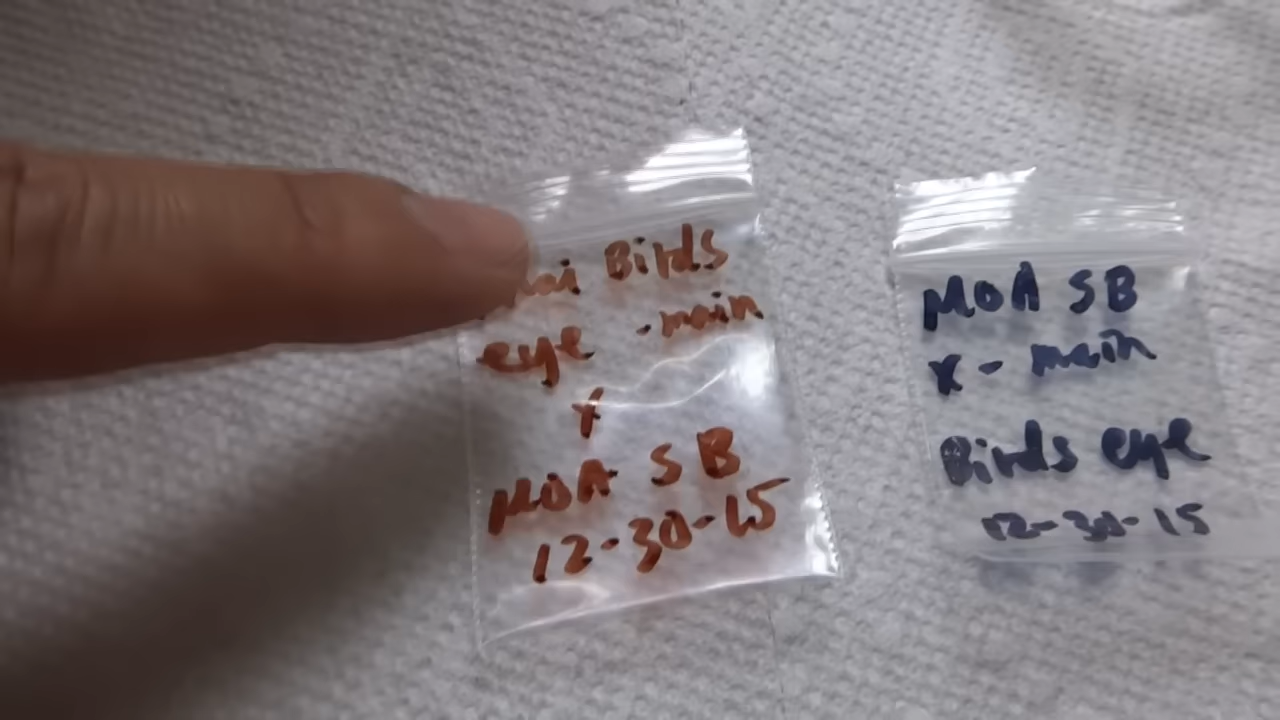 Birds
eye - main
x
MOA SB
12-30-15
MOA SB
x - main
Birds eye
12-30-15